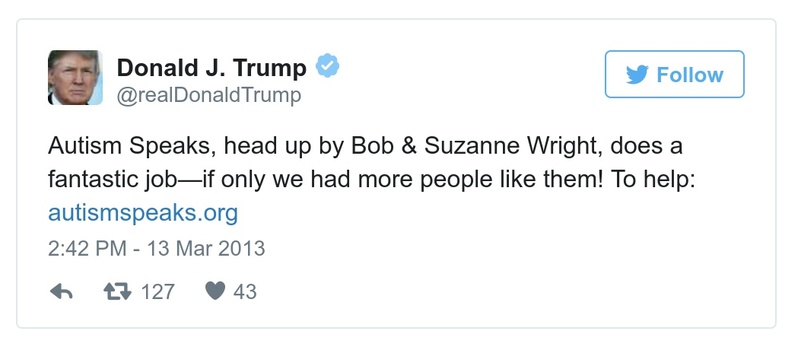 Donald J. Trump
@realDonaldTrump
Follow
Autism Speaks, head up by Bob & Suzanne Wright, does a
fantastic job—if only we had more people like them! To help:
autismspeaks.org
2:42 PM - 13 Mar 2013
127 43